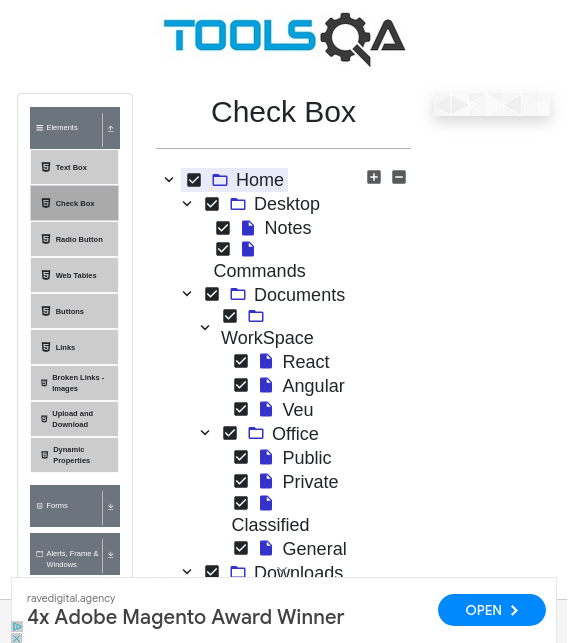 TOOLSQA
Elements
Text Box
Check Box
Radio Button
Web Tables
Buttons
Links
Broken Links -
Images
Upload and
Download
Dynamic
Properties
Forms
Alerts, Frame &
Windows
Check Box
Home
Desktop
Notes
Commands
Documents
WorkSpace
React
Angular
Veu
Office
Public
Private
Classified
General
Downloads
ravedigital.agency
4x Adobe Magento Award Winner
OPEN